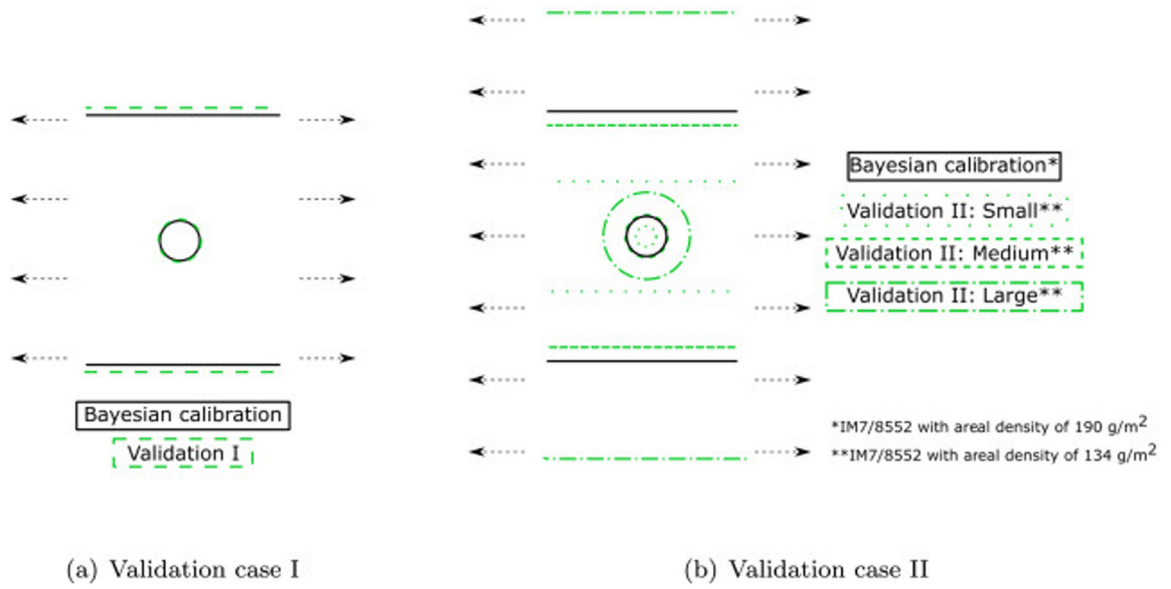 Bayesian calibration
Validation I
(a) Validation case I
Bayesian calibration*
Validation II: Small**
Validation II: Medium**
Validation II: Large**
*IM7/8552 with areal density of 190 g/m²
**IM7/8552 with areal density of 134 g/m²
(b) Validation case II